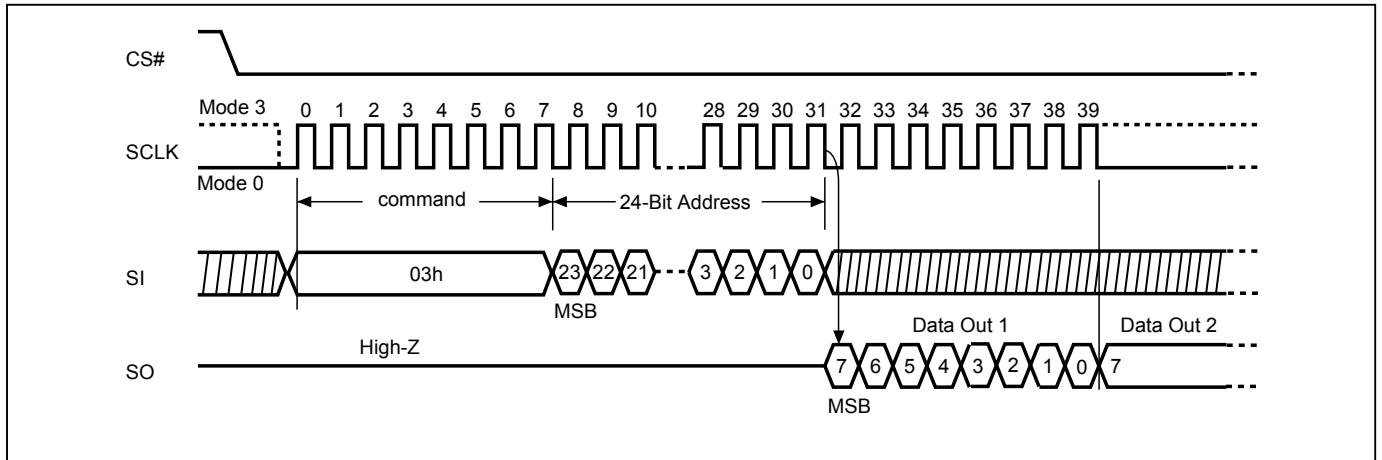 CS#
Mode 3
0 1 2 3 4 5 6 7 8 9 10 28 29 30 31 32 33 34 35 36 37 38 39
SCLK
Mode 0
command
24-Bit Address
SI
03h
23 22 21 3 2 1 0
MSB
Data Out 1
Data Out 2
High-Z
SO
7 6 5 4 3 2 1 0 7
MSB